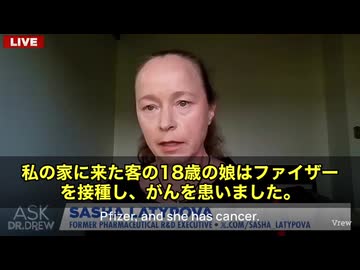 LIVE
私の家に来た客の18歳の娘はファイザー
を接種し、がんを患いました。
Pfizer, and she has cancer.
ASK
DR.DREW
SASHA LATYPOVA
FORMER PHARMACEUTICAL R&D EXECUTIVE • X.COM/SASHA_LATYPOVA
Vrew